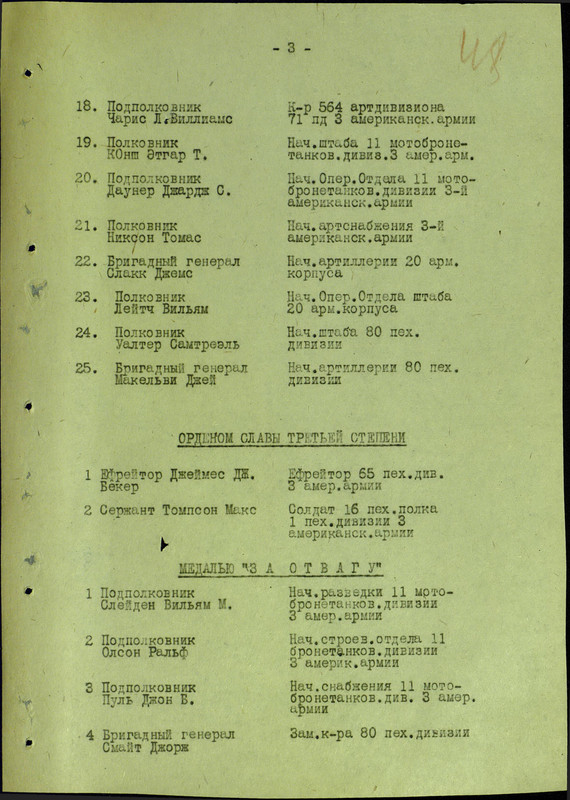 - 3 -
48
18. Подполковник К-р 564 артдивизиона
Чарис Л.Виллиамс 71 пд 3 американск.армии
19. Полковник Нач.штаба 11 мотоброне-
Юнш Этгар Т. танков.дивиз.3 амер.арм.
20. Подполковник Нач.Опер.Отдала 11 мото-
Даунер Джардж С. бронетанков.дивизии 3-й
американск.армии
21. Полковник Нач.артснабжения 3-й
Никсон Томас американск.армии
22. Бригадный генерал Нач.артиллерии 20 арм.
Слакк Джемс корпуса
23. Полковник Нач.Опер.Отдела штаба
Лейтч Вильям 20 арм.корпуса
24. Полковник Нач.штаба 80 пех.
Уалтер Самтреэль дивизии
25. Бригадный генерал Нач.артиллерии 80 пех.
Макельви Джей дивизии
ОРДЕНОМ СЛАВЫ ТРЕТЬЕЙ СТЕПЕНИ
1 Ефрейтор Джеймес ДЖ. Ефрейтор 65 пех.див.
Бекер 3 амер.армии
2 Сержант Томпсон Макс Солдат 16 пех.полка
1 пех.дивизии 3
американск.армии
МЕДАЛЬЮ "З А О Т В А Г У"
1 Подполковник Нач.разведки 11 мото-
Слейден Вильям М. бронетанков.дивизии
3 амер.армии
2 Подполковник Нач.строев.отдела 11
Олсон Ральф бронетанков.дивизии
3 америк.армии
3 Подполковник Нач.снабжения 11 мото-
Пуль Джон Б. бронетанков.див. 3 амер.
армии
4 Бригадный генерал Зам.к-ра 80 пех.дивизии
Смайт Джорж